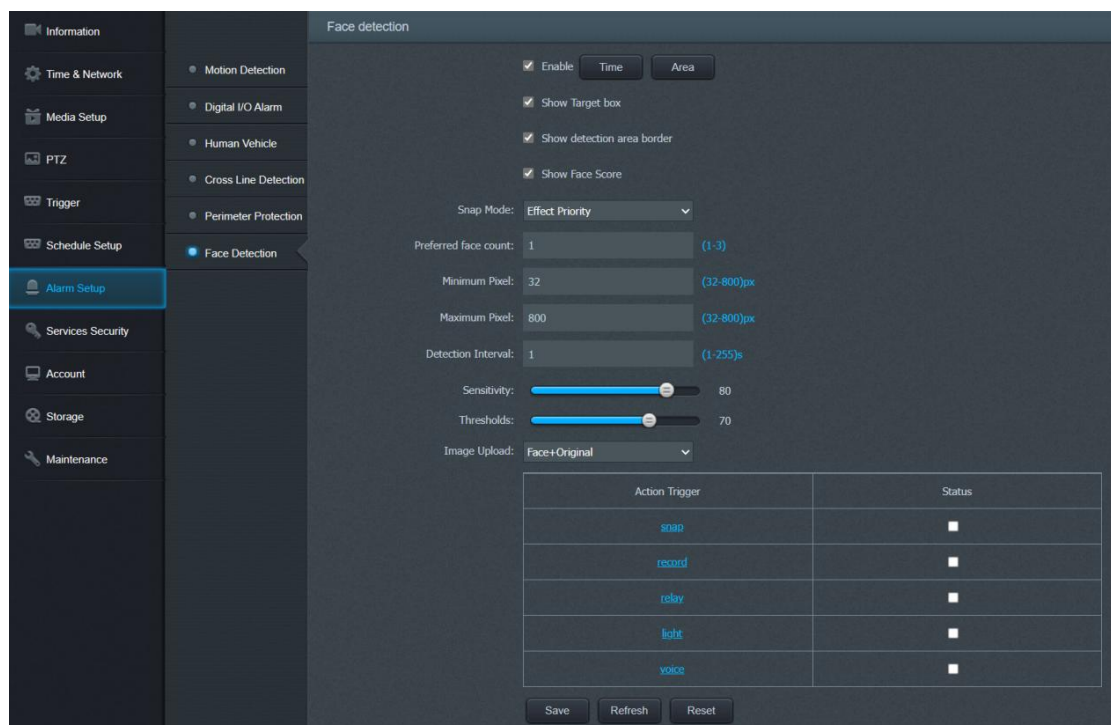 Information
Time & Network
Media Setup
PTZ
Trigger
Schedule Setup
Alarm Setup
Services Security
Account
Storage
Maintenance
Motion Detection
Digital I/O Alarm
Human Vehicle
Cross Line Detection
Perimeter Protection
Face Detection
Face detection
Enable Time Area
Show Target box
Show detection area border
Show Face Score
Snap Mode: Effect Priority
Preferred face count: 1 (1-3)
Minimum Pixel: 32 (32-800)px
Maximum Pixel: 800 (32-800)px
Detection Interval: 1 (1-255)s
Sensitivity: 80
Thresholds: 70
Image Upload: Face+Original
Action Trigger Status
snap
record
relay
light
voice
Save Refresh Reset